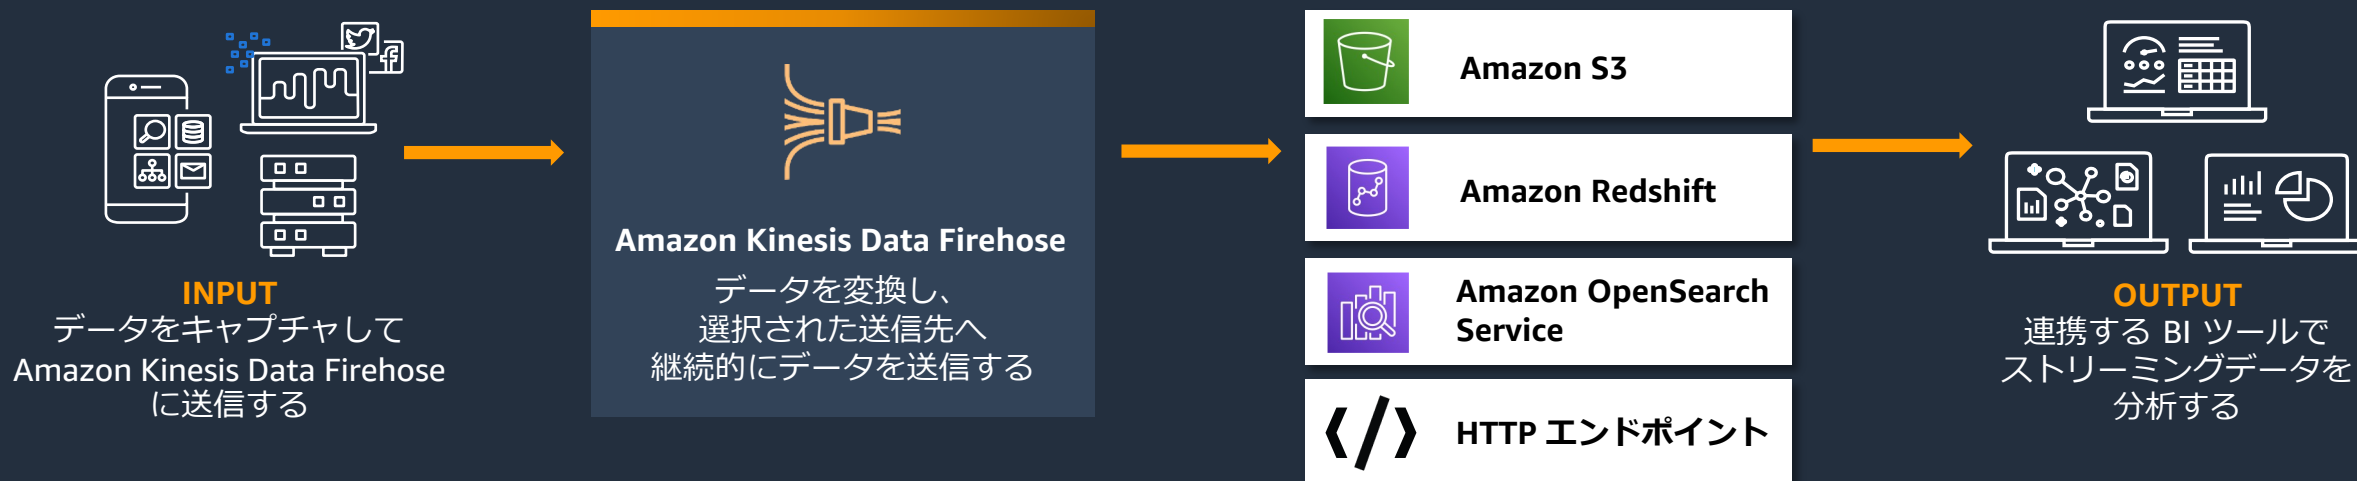 INPUT
データをキャプチャして
Amazon Kinesis Data Firehose
に送信する
Amazon Kinesis Data Firehose
データを変換し、
選択された送信先へ
継続的にデータを送信する
Amazon S3
Amazon Redshift
Amazon OpenSearch
Service
HTTP エンドポイント
OUTPUT
連携する BI ツールで
ストリーミングデータを
分析する